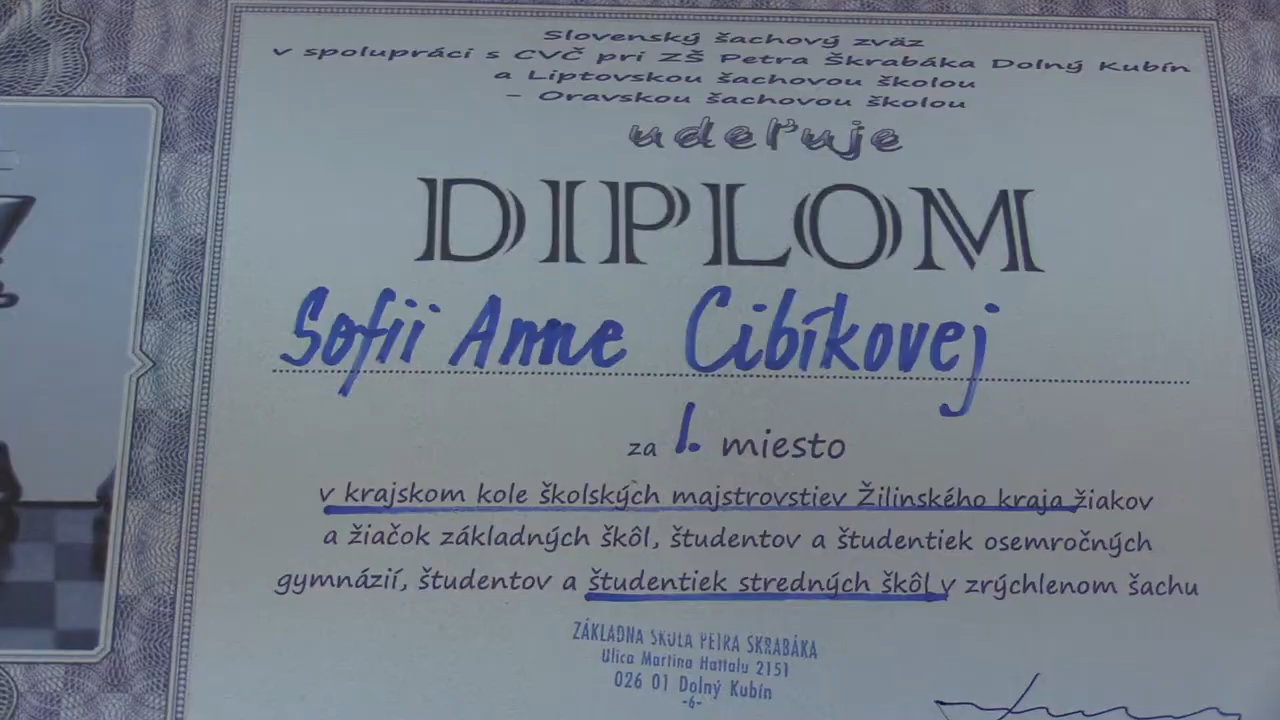 Slovenský šachový zväz
v spolupráci s CVČ pri ZŠ Petra Škrabáka Dolný Kubín
a Liptovskou šachovou školou
– Oravskou šachovou školou
udeľuje
DIPLOM
Sofii Anne Cibíkovej
za 1. miesto
v krajskom kole školských majstrovstiev Žilinského kraja žiakov
a žiačok základných škôl, študentov a študentiek osemročných
gymnázií, študentov a študentiek stredných škôl v zrýchlenom šachu
ZÁKLADNA ŠKOLA PETRA SKRABÁKA
Ulica Martina Hattalu 2151
026 01 Dolný Kubín
-6-